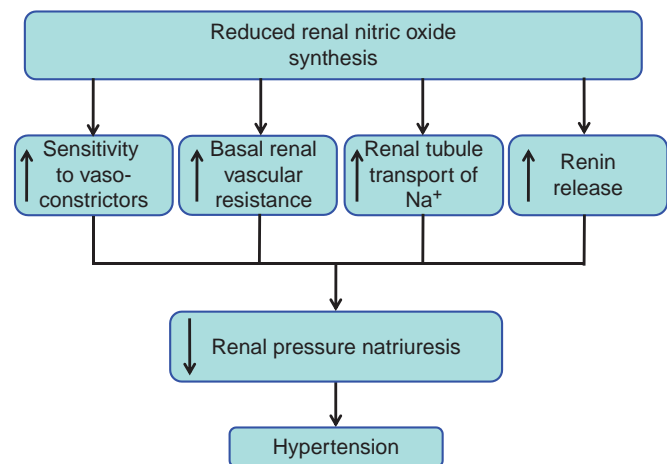 Reduced renal nitric oxide
synthesis
Sensitivity
to vaso-
constrictors
Basal renal
vascular
resistance
Renal tubule
transport of
Na⁺
Renin
release
Renal pressure natriuresis
Hypertension